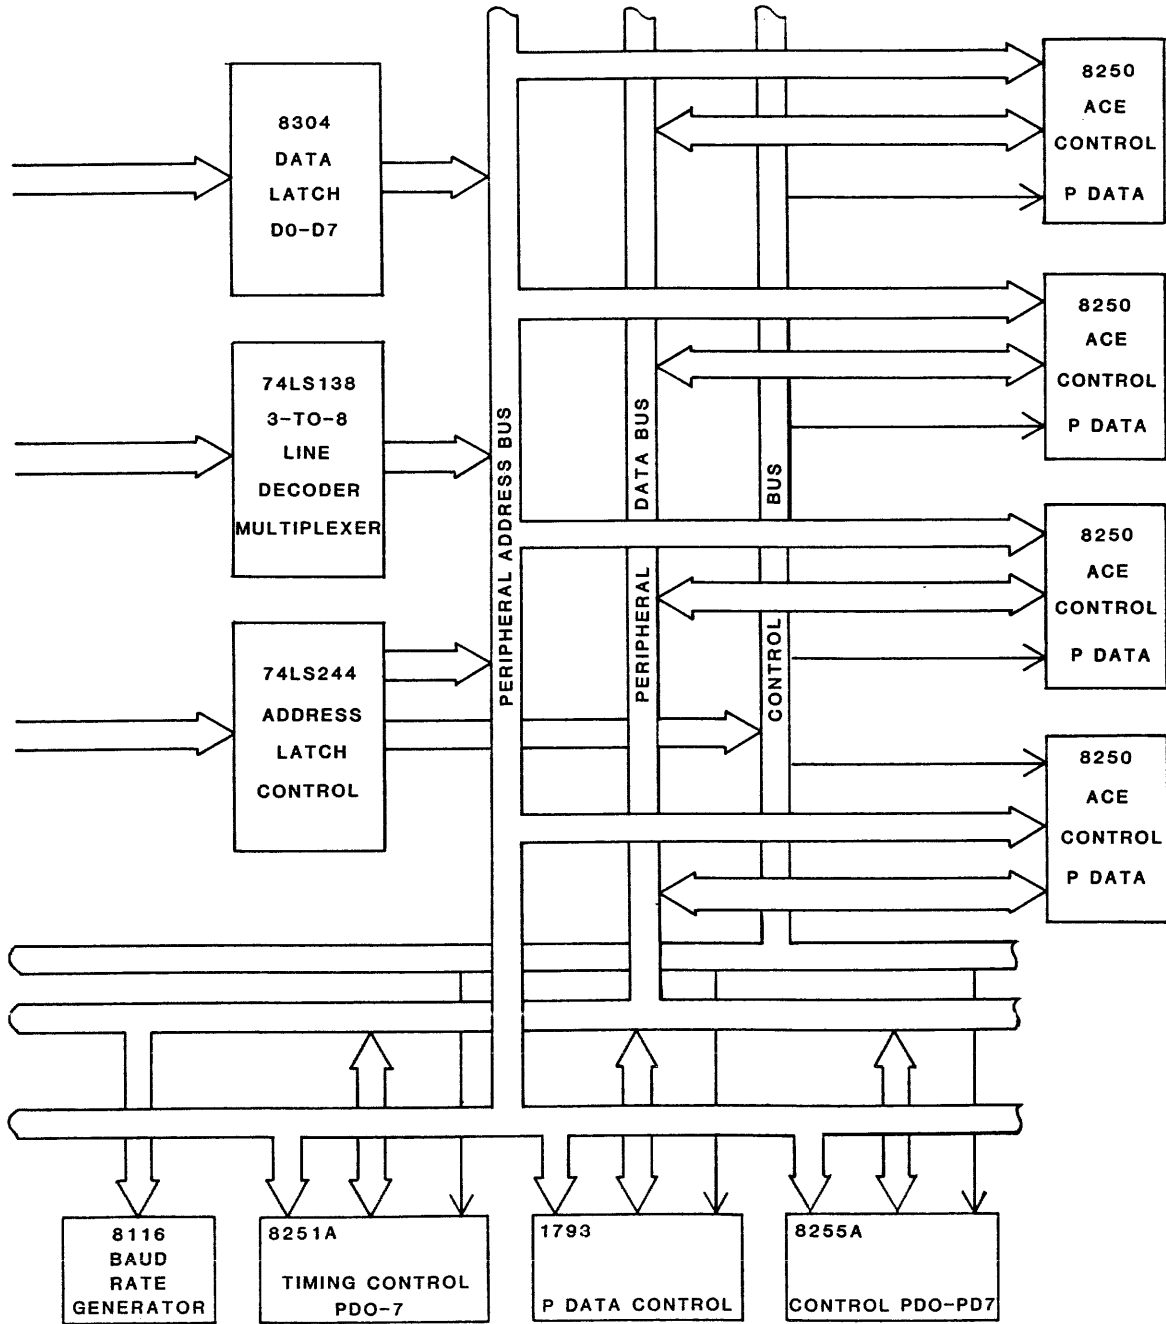 8304
DATA
LATCH
D0-D7
74LS138
3-TO-8
LINE
DECODER
MULTIPLEXER
74LS244
ADDRESS
LATCH
CONTROL
PERIPHERAL ADDRESS BUS
PERIPHERAL DATA BUS
CONTROL BUS
8250
ACE
CONTROL
P DATA
8250
ACE
CONTROL
P DATA
8250
ACE
CONTROL
P DATA
8250
ACE
CONTROL
P DATA
8116
BAUD
RATE
GENERATOR
8251A
TIMING CONTROL
PDO-7
1793
P DATA CONTROL
8255A
CONTROL PDO-PD7